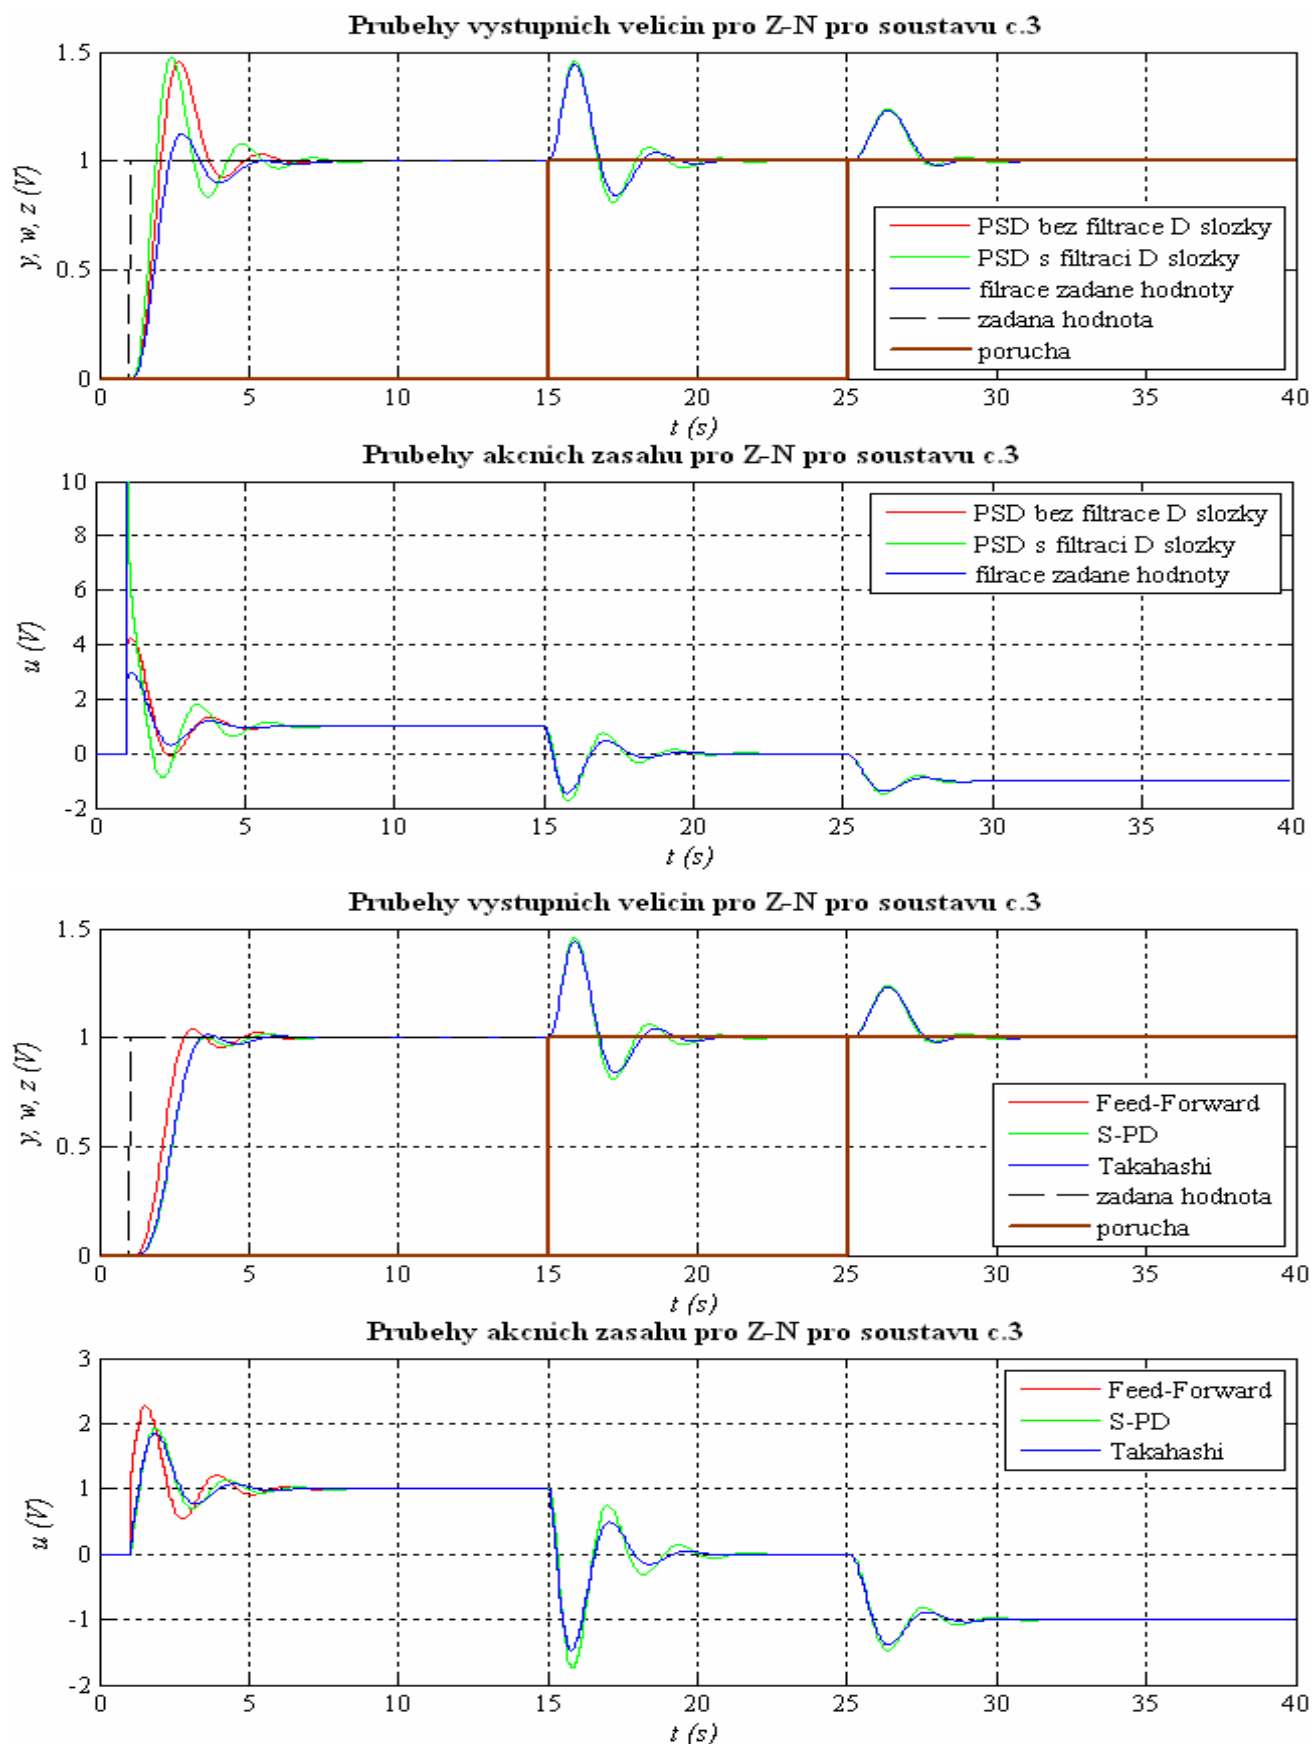 Prubehy vystupnich velicin pro Z-N pro soustavu c.3
1.5
1
0.5
0
y, w, z (V)
PSD bez filtrace D slozky
PSD s filtraci D slozky
filrace zadane hodnoty
zadana hodnota
porucha
0 5 10 15 20 25 30 35 40
t (s)
Prubehy akcnich zasahu pro Z-N pro soustavu c.3
10
8
6
4
2
0
-2
u (V)
PSD bez filtrace D slozky
PSD s filtraci D slozky
filrace zadane hodnoty
0 5 10 15 20 25 30 35 40
t (s)
Prubehy vystupnich velicin pro Z-N pro soustavu c.3
1.5
1
0.5
0
y, w, z (V)
Feed-Forward
S-PD
Takahashi
zadana hodnota
porucha
0 5 10 15 20 25 30 35 40
t (s)
Prubehy akcnich zasahu pro Z-N pro soustavu c.3
3
2
1
0
-1
-2
u (V)
Feed-Forward
S-PD
Takahashi
0 5 10 15 20 25 30 35 40
t (s)